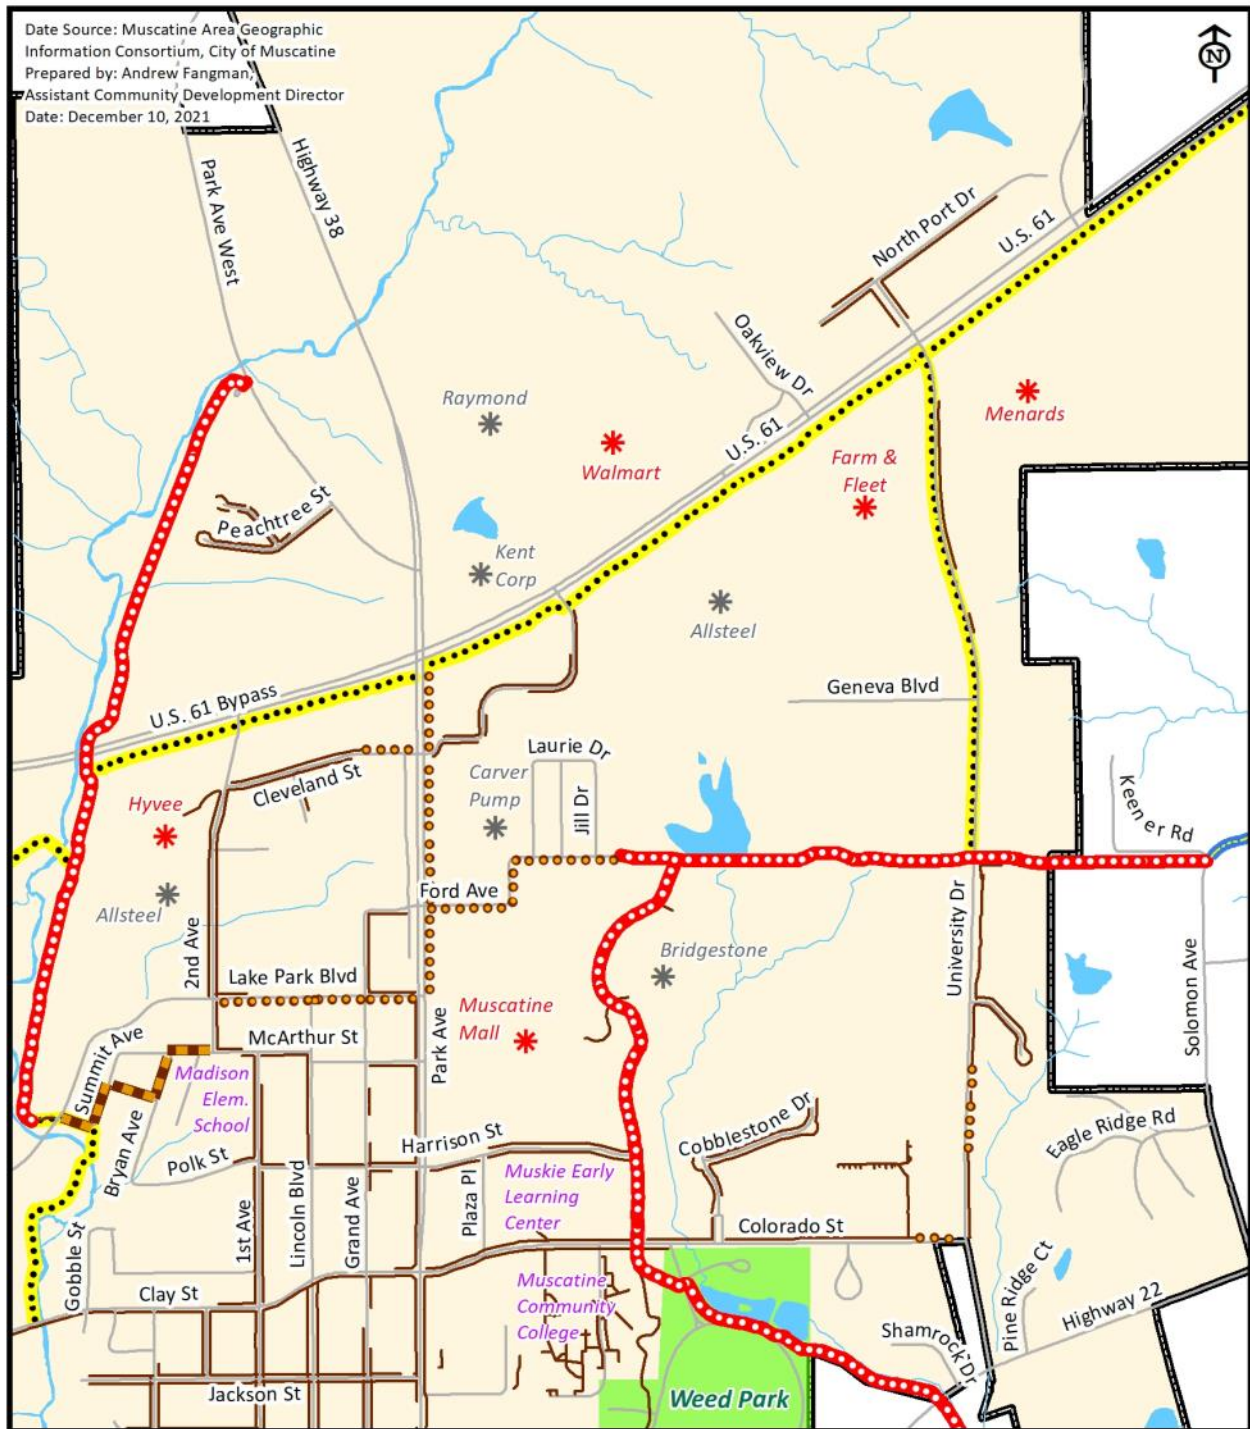 Date Source: Muscatine Area Geographic
Information Consortium, City of Muscatine
Prepared by: Andrew Fangman,
Assistant Community Development Director
Date: December 10, 2021
N
Park Ave West
Highway 38
North Port Dr
U.S. 61
Oakview Dr
Raymond
Menards
Walmart
U.S. 61
Farm &
Fleet
Peachtree St
Kent
Corp
Allsteel
Geneva Blvd
U.S. 61 Bypass
Laurie Dr
Cleveland St
Carver
Pump
Jill Dr
Keener Rd
Hyvee
Allsteel
Ford Ave
2nd Ave
Bridgestone
University Dr
Lake Park Blvd
Solomon Ave
Muscatine
Mall
McArthur St
Park Ave
Summit Ave
Madison
Elem.
School
Cobblestone Dr
Eagle Ridge Rd
Bryan Ave
Polk St
Harrison St
Muskie Early
Learning
Center
Plaza Pl
1st Ave
Lincoln Blvd
Grand Ave
Colorado St
Gobble St
Clay St
Muscatine
Community
College
Pine Ridge Ct
Highway 22
Shamrock Dr
Jackson St
Weed Park